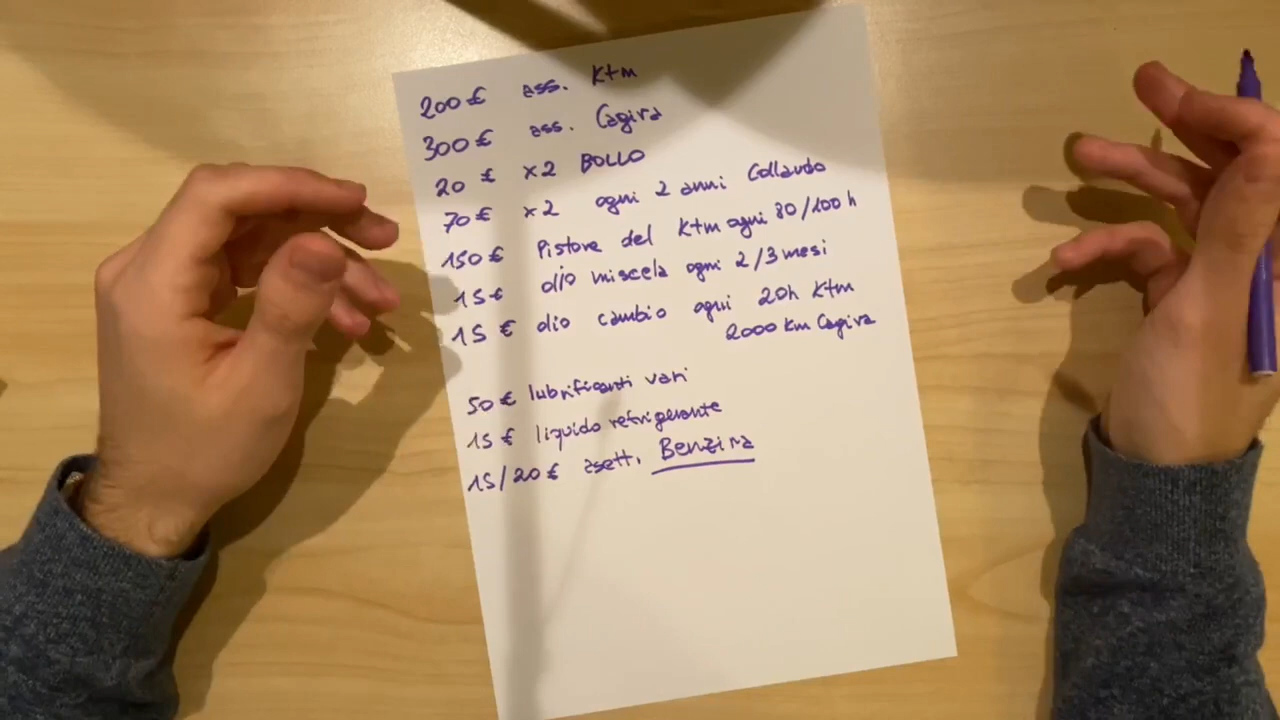 200€ ass. Ktm
300€ ass. Cagiva
20 € x2 BOLLO
70€ x2 ogni 2 anni Collaudo
150€ Pistone del Ktm ogni 80/100h
15€ olio miscela ogni 2/3 mesi
15 € olio cambio ogni 20h Ktm
2000 Km Cagiva
50€ lubrificanti vari
15€ liquido refrigerante
15/20€ asett. Benzina